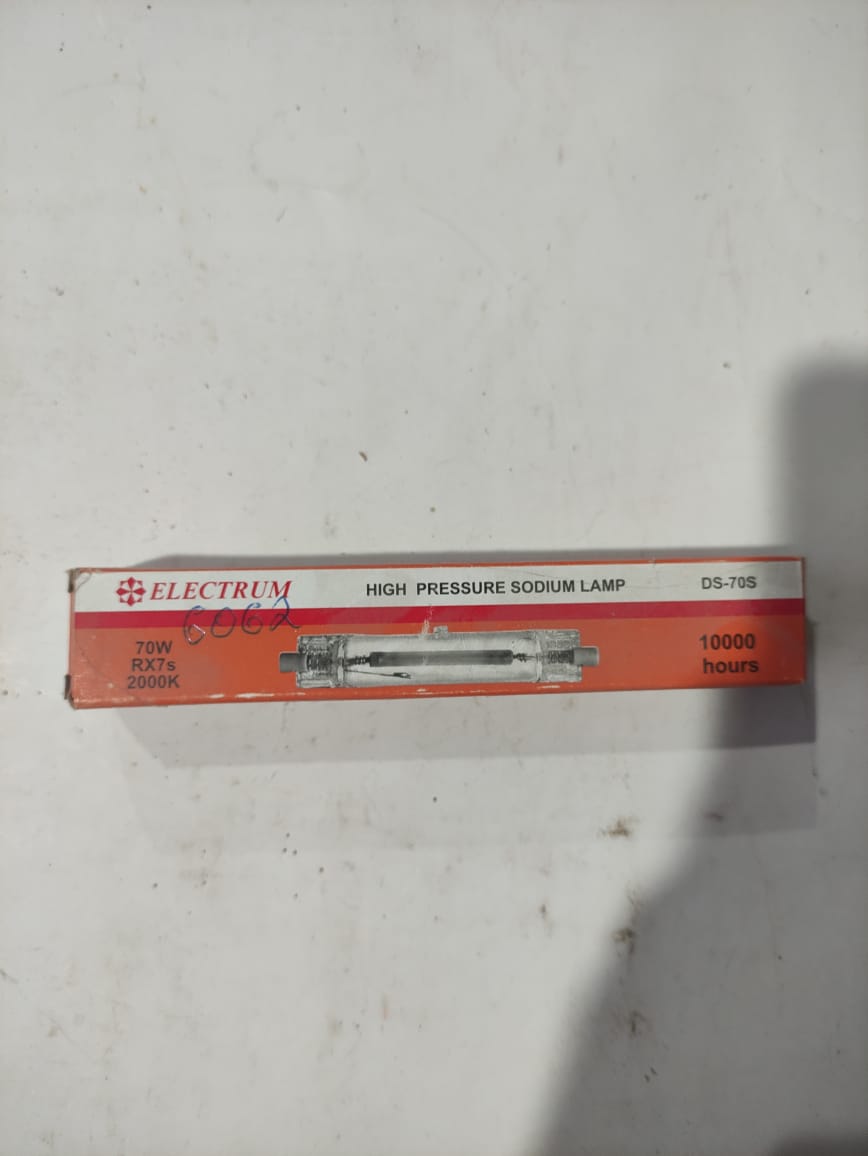 ELECTRUM
HIGH PRESSURE SODIUM LAMP
DS-70S
6062
70W
RX7s
2000K
10000
hours